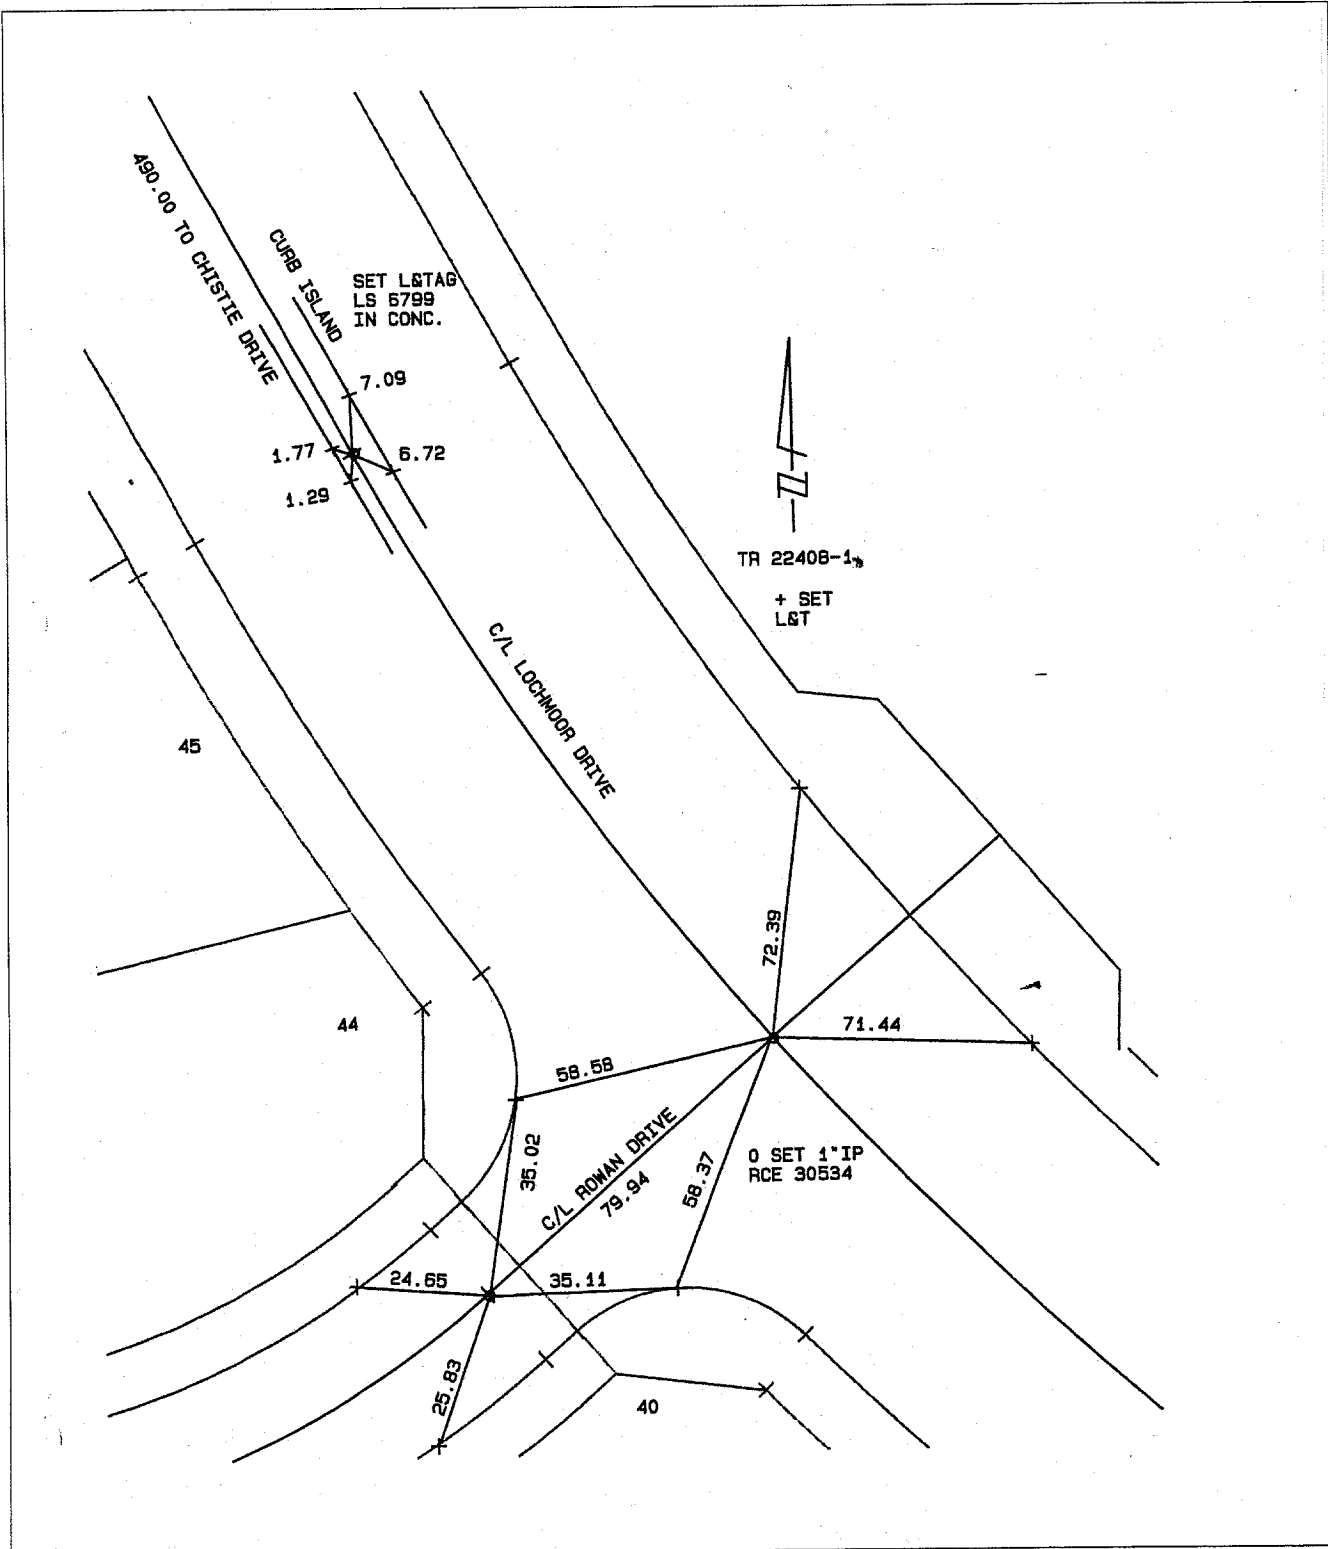 490.00 TO CHISTIE DRIVE
CURB ISLAND
SET L&TAG
LS 6799
IN CONC.
7.09
1.77
6.72
1.29
TR 22408-1
+ SET
L&T
C/L LOCHMOOR DRIVE
45
72.39
44
71.44
58.58
35.02
C/L ROWAN DRIVE
79.94
58.37
O SET 1"IP
RCE 30534
24.65
35.11
25.83
40